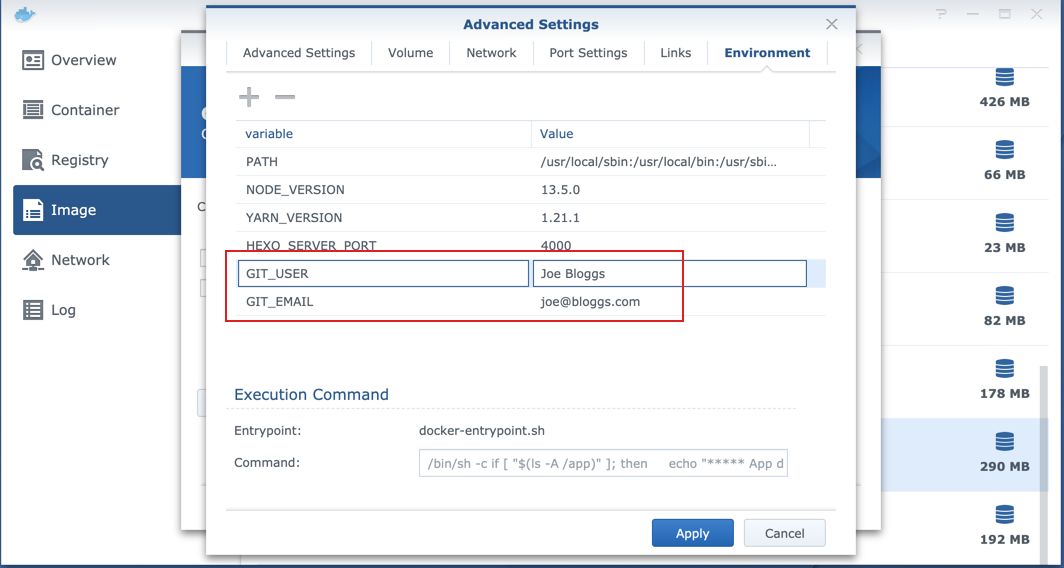 Advanced Settings
Advanced Settings
Volume
Network
Port Settings
Links
Environment
Overview
Container
Registry
Image
Network
Log
variable
Value
PATH
/usr/local/sbin:/usr/local/bin:/usr/sbi...
NODE_VERSION
13.5.0
YARN_VERSION
1.21.1
HEXO_SERVER_PORT
4000
GIT_USER
Joe Bloggs
GIT_EMAIL
joe@bloggs.com
Execution Command
Entrypoint:
docker-entrypoint.sh
Command:
/bin/sh -c if [ "$(ls -A /app)" ]; then echo "***** App d
Apply
Cancel
426 MB
66 MB
23 MB
82 MB
178 MB
290 MB
192 MB